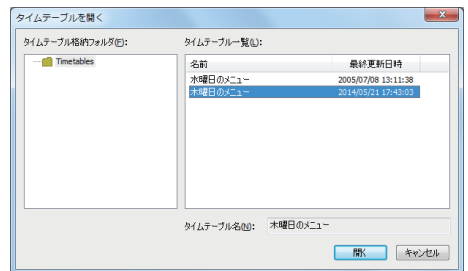 タイムテーブルを開く
タイムテーブル格納フォルダ(F):
タイムテーブル一覧(L):
Timetables
名前 最終更新日時
水曜日のメニュー 2005/07/08 13:11:38
木曜日のメニュー 2014/05/21 17:43:03
タイムテーブル名(N): 木曜日のメニュー
開く キャンセル